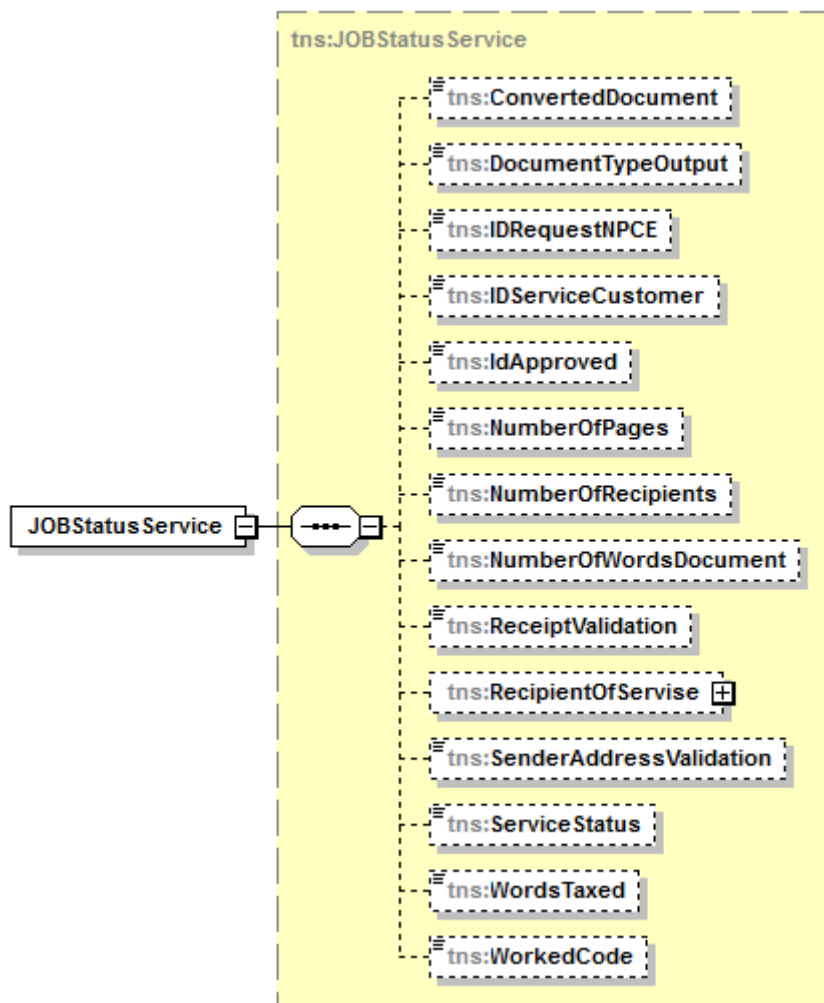 tns:JOBStatusService
tns:ConvertedDocument
tns:DocumentTypeOutput
tns:IDRequestNPCE
tns:IDServiceCustomer
tns:IdApproved
tns:NumberOfPages
tns:NumberOfRecipients
JOBStatusService
tns:NumberOfWordsDocument
tns:ReceiptValidation
tns:RecipientOfServise
tns:SenderAddressValidation
tns:ServiceStatus
tns:WordsTaxed
tns:WorkedCode